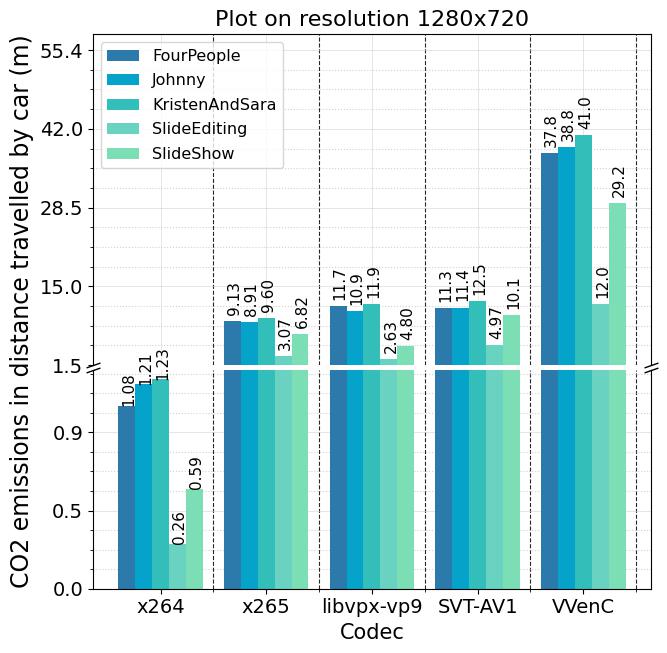 Plot on resolution 1280x720
CO2 emissions in distance travelled by car (m)
55.4
42.0
28.5
15.0
1.5
0.9
0.5
0.0
FourPeople
Johnny
KristenAndSara
SlideEditing
SlideShow
1.08
1.21
1.23
0.26
0.59
9.13
8.91
9.60
3.07
6.82
11.7
10.9
11.9
2.63
4.80
11.3
11.4
12.5
4.97
10.1
37.8
38.8
41.0
12.0
29.2
x264
x265
libvpx-vp9
SVT-AV1
VVenC
Codec